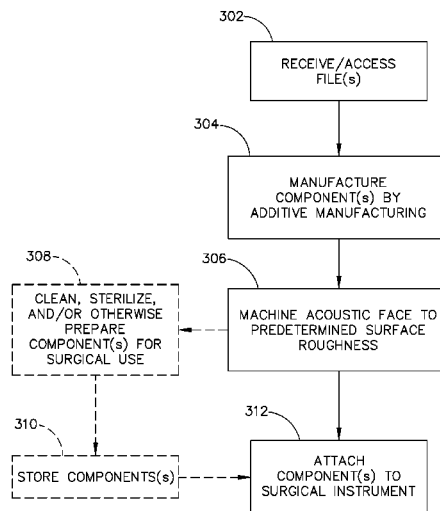 302
RECEIVE/ACCESS
FILE(s)
304
MANUFACTURE
COMPONENT(s) BY
ADDITIVE MANUFACTURING
306
MACHINE ACOUSTIC FACE TO
PREDETERMINED SURFACE
ROUGHNESS
308
CLEAN, STERILIZE,
AND/OR OTHERWISE
PREPARE
COMPONENT(s) FOR
SURGICAL USE
310
STORE COMPONENTS(s)
312
ATTACH
COMPONENT(s) TO
SURGICAL INSTRUMENT